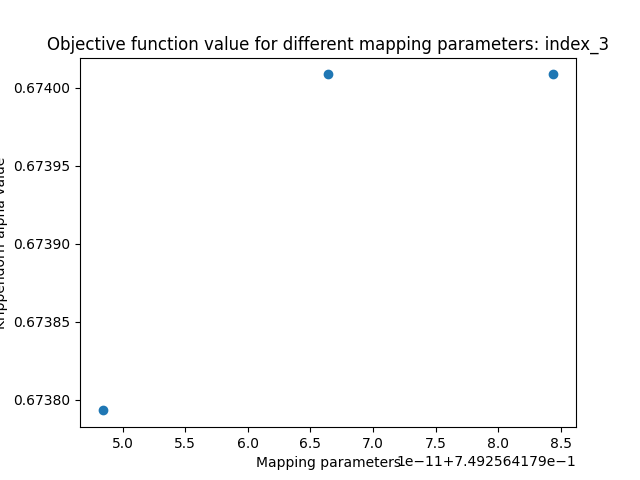 Objective function value for different mapping parameters: index_3
Krippendorff alpha value
0.67400
0.67395
0.67390
0.67385
0.67380
5.0 5.5 6.0 6.5 7.0 7.5 8.0 8.5
Mapping parameters
1e−11+7.492564179e−1